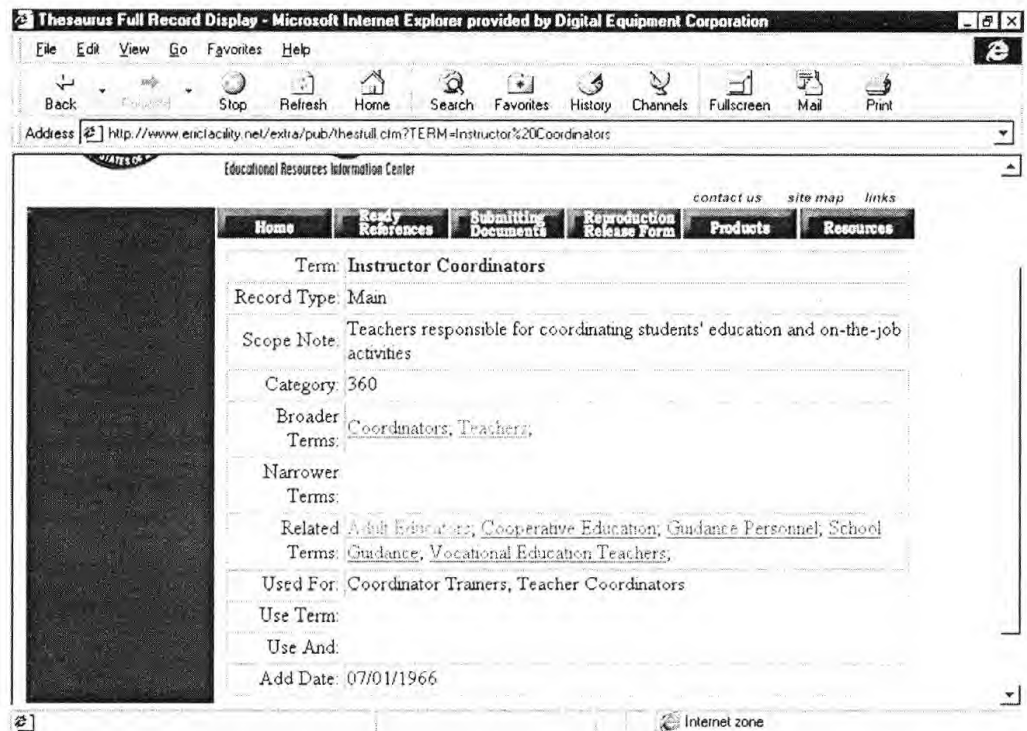 Thesaurus Full Record Display - Microsoft Internet Explorer provided by Digital Equipment Corporation
File Edit View Go Favorites Help
Back Forward Stop Refresh Home Search Favorites History Channels Fullscreen Mail Print
Address http://www.ericfacility.net/extra/pub/thesfull.cfm?TERM=Instructor%20Coordinators
STATES OF
Educational Resources Information Center
contact us site map links
Home Ready References Submitting Documents Reproduction Release Form Products Resources
Term: Instructor Coordinators
Record Type: Main
Scope Note: Teachers responsible for coordinating students' education and on-the-job
activities
Category: 360
Broader
Terms: Coordinators; Teachers;
Narrower
Terms:
Related Adult Educators; Cooperative Education; Guidance Personnel; School
Terms: Guidance; Vocational Education Teachers;
Used For: Coordinator Trainers, Teacher Coordinators
Use Term:
Use And:
Add Date: 07/01/1966
Internet zone